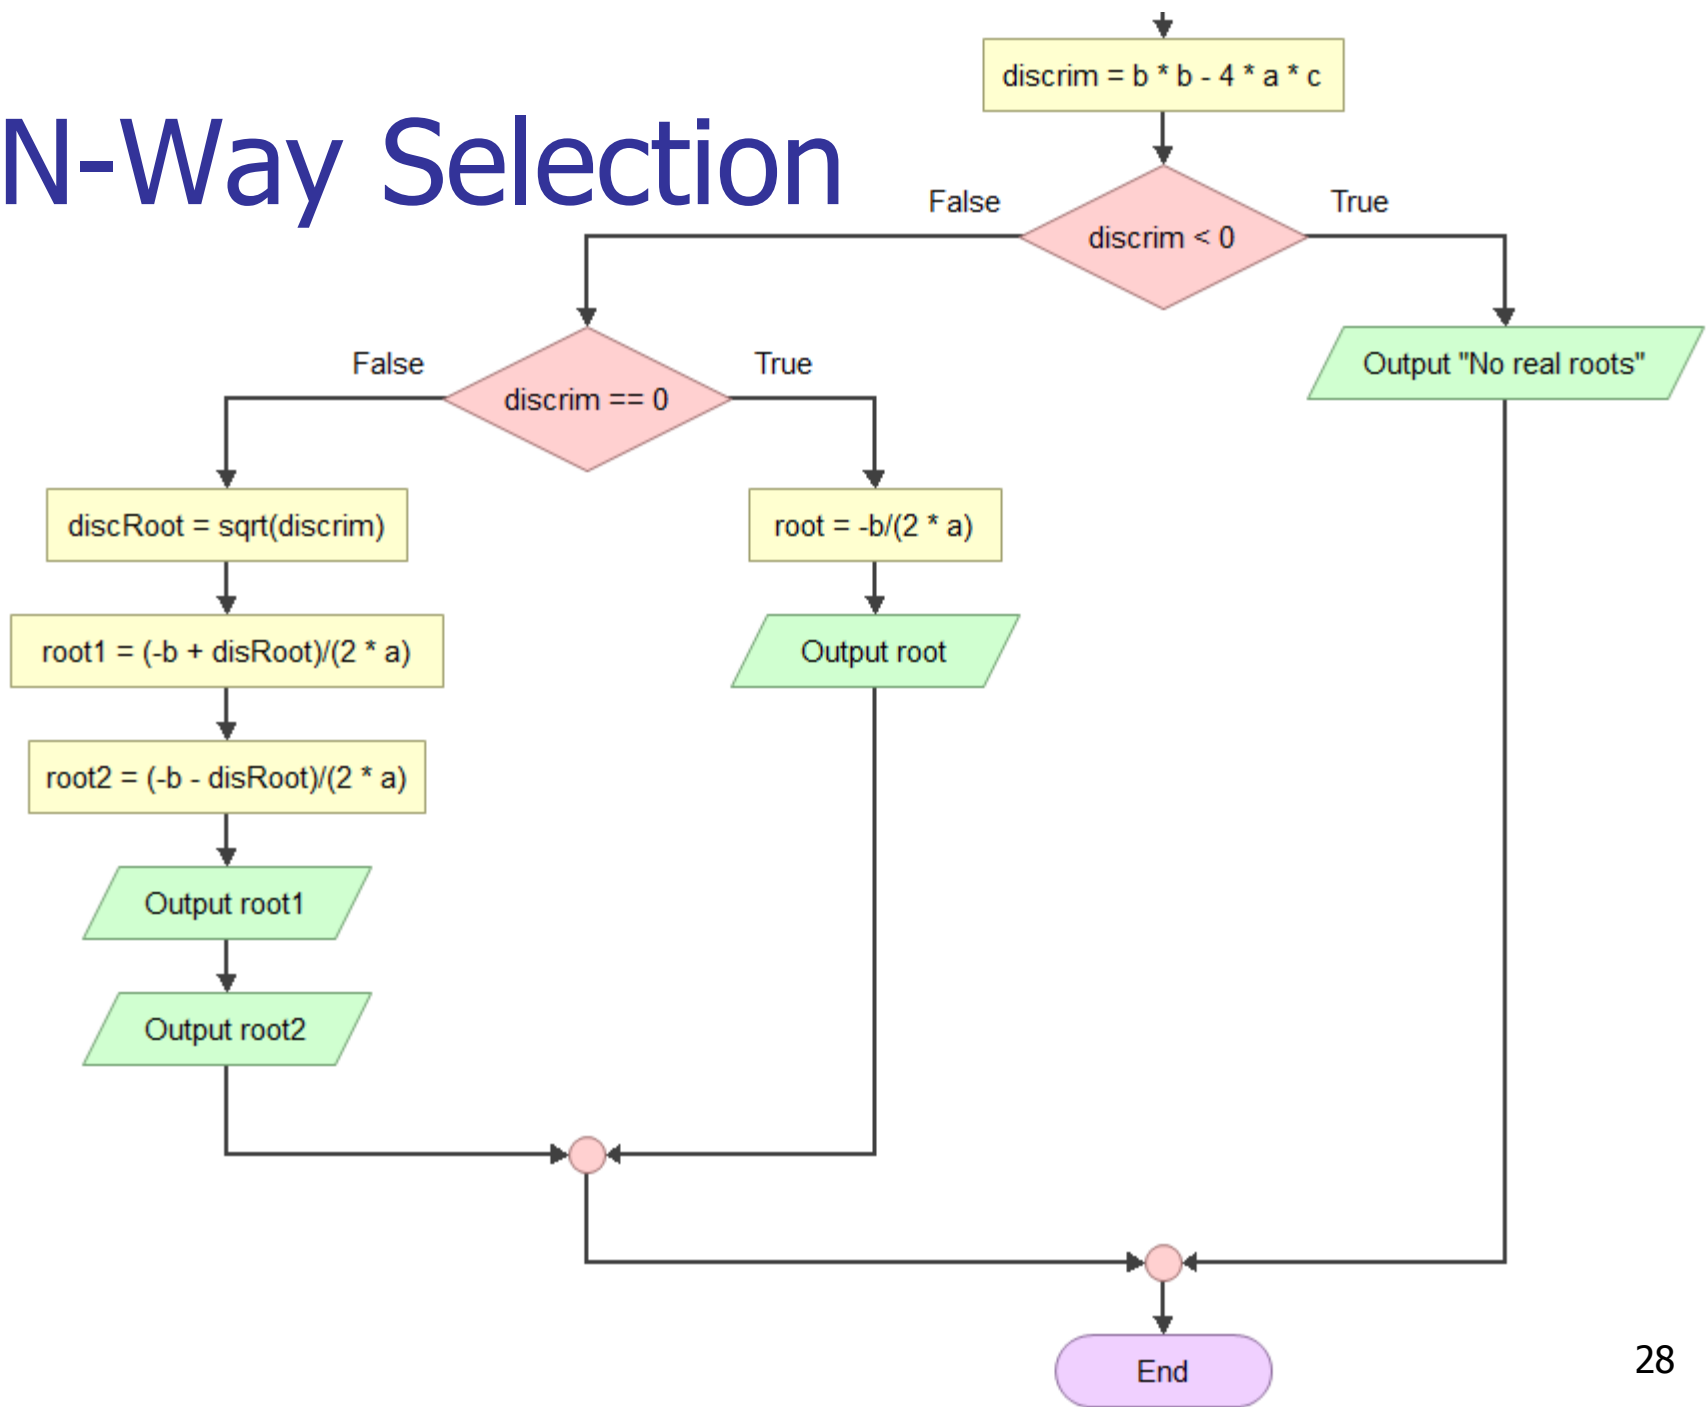 N-Way Selection
discrim = b * b - 4 * a * c
False
True
discrim < 0
False
True
discrim == 0
Output "No real roots"
discRoot = sqrt(discrim)
root = -b/(2 * a)
root1 = (-b + disRoot)/(2 * a)
Output root
root2 = (-b - disRoot)/(2 * a)
Output root1
Output root2
End
28